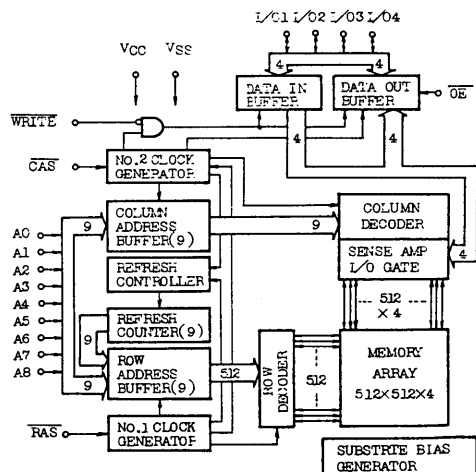 I/O1 I/O2 I/O3 I/O4
VCC VSS
4
4
DATA IN
BUFFER
DATA OUT
BUFFER
OE
WRITE
4
CAS
NO.2 CLOCK
GENERATOR
COLUMN
ADDRESS
BUFFER(9)
9
9
COLUMN DECODER
SENSE AMP
I/O GATE
4
A0
A1
A2
A3
A4
A5
A6
A7
A8
REFRESH
CONTROLLER
REFRESH
COUNTER(9)
9
ROW
ADDRESS
BUFFER(9)
9
512
ROW
DECODER
512
512
×4
MEMORY
ARRAY
512×512×4
RAS
NO.1 CLOCK
GENERATOR
SUBSTRTE BIAS
GENERATOR